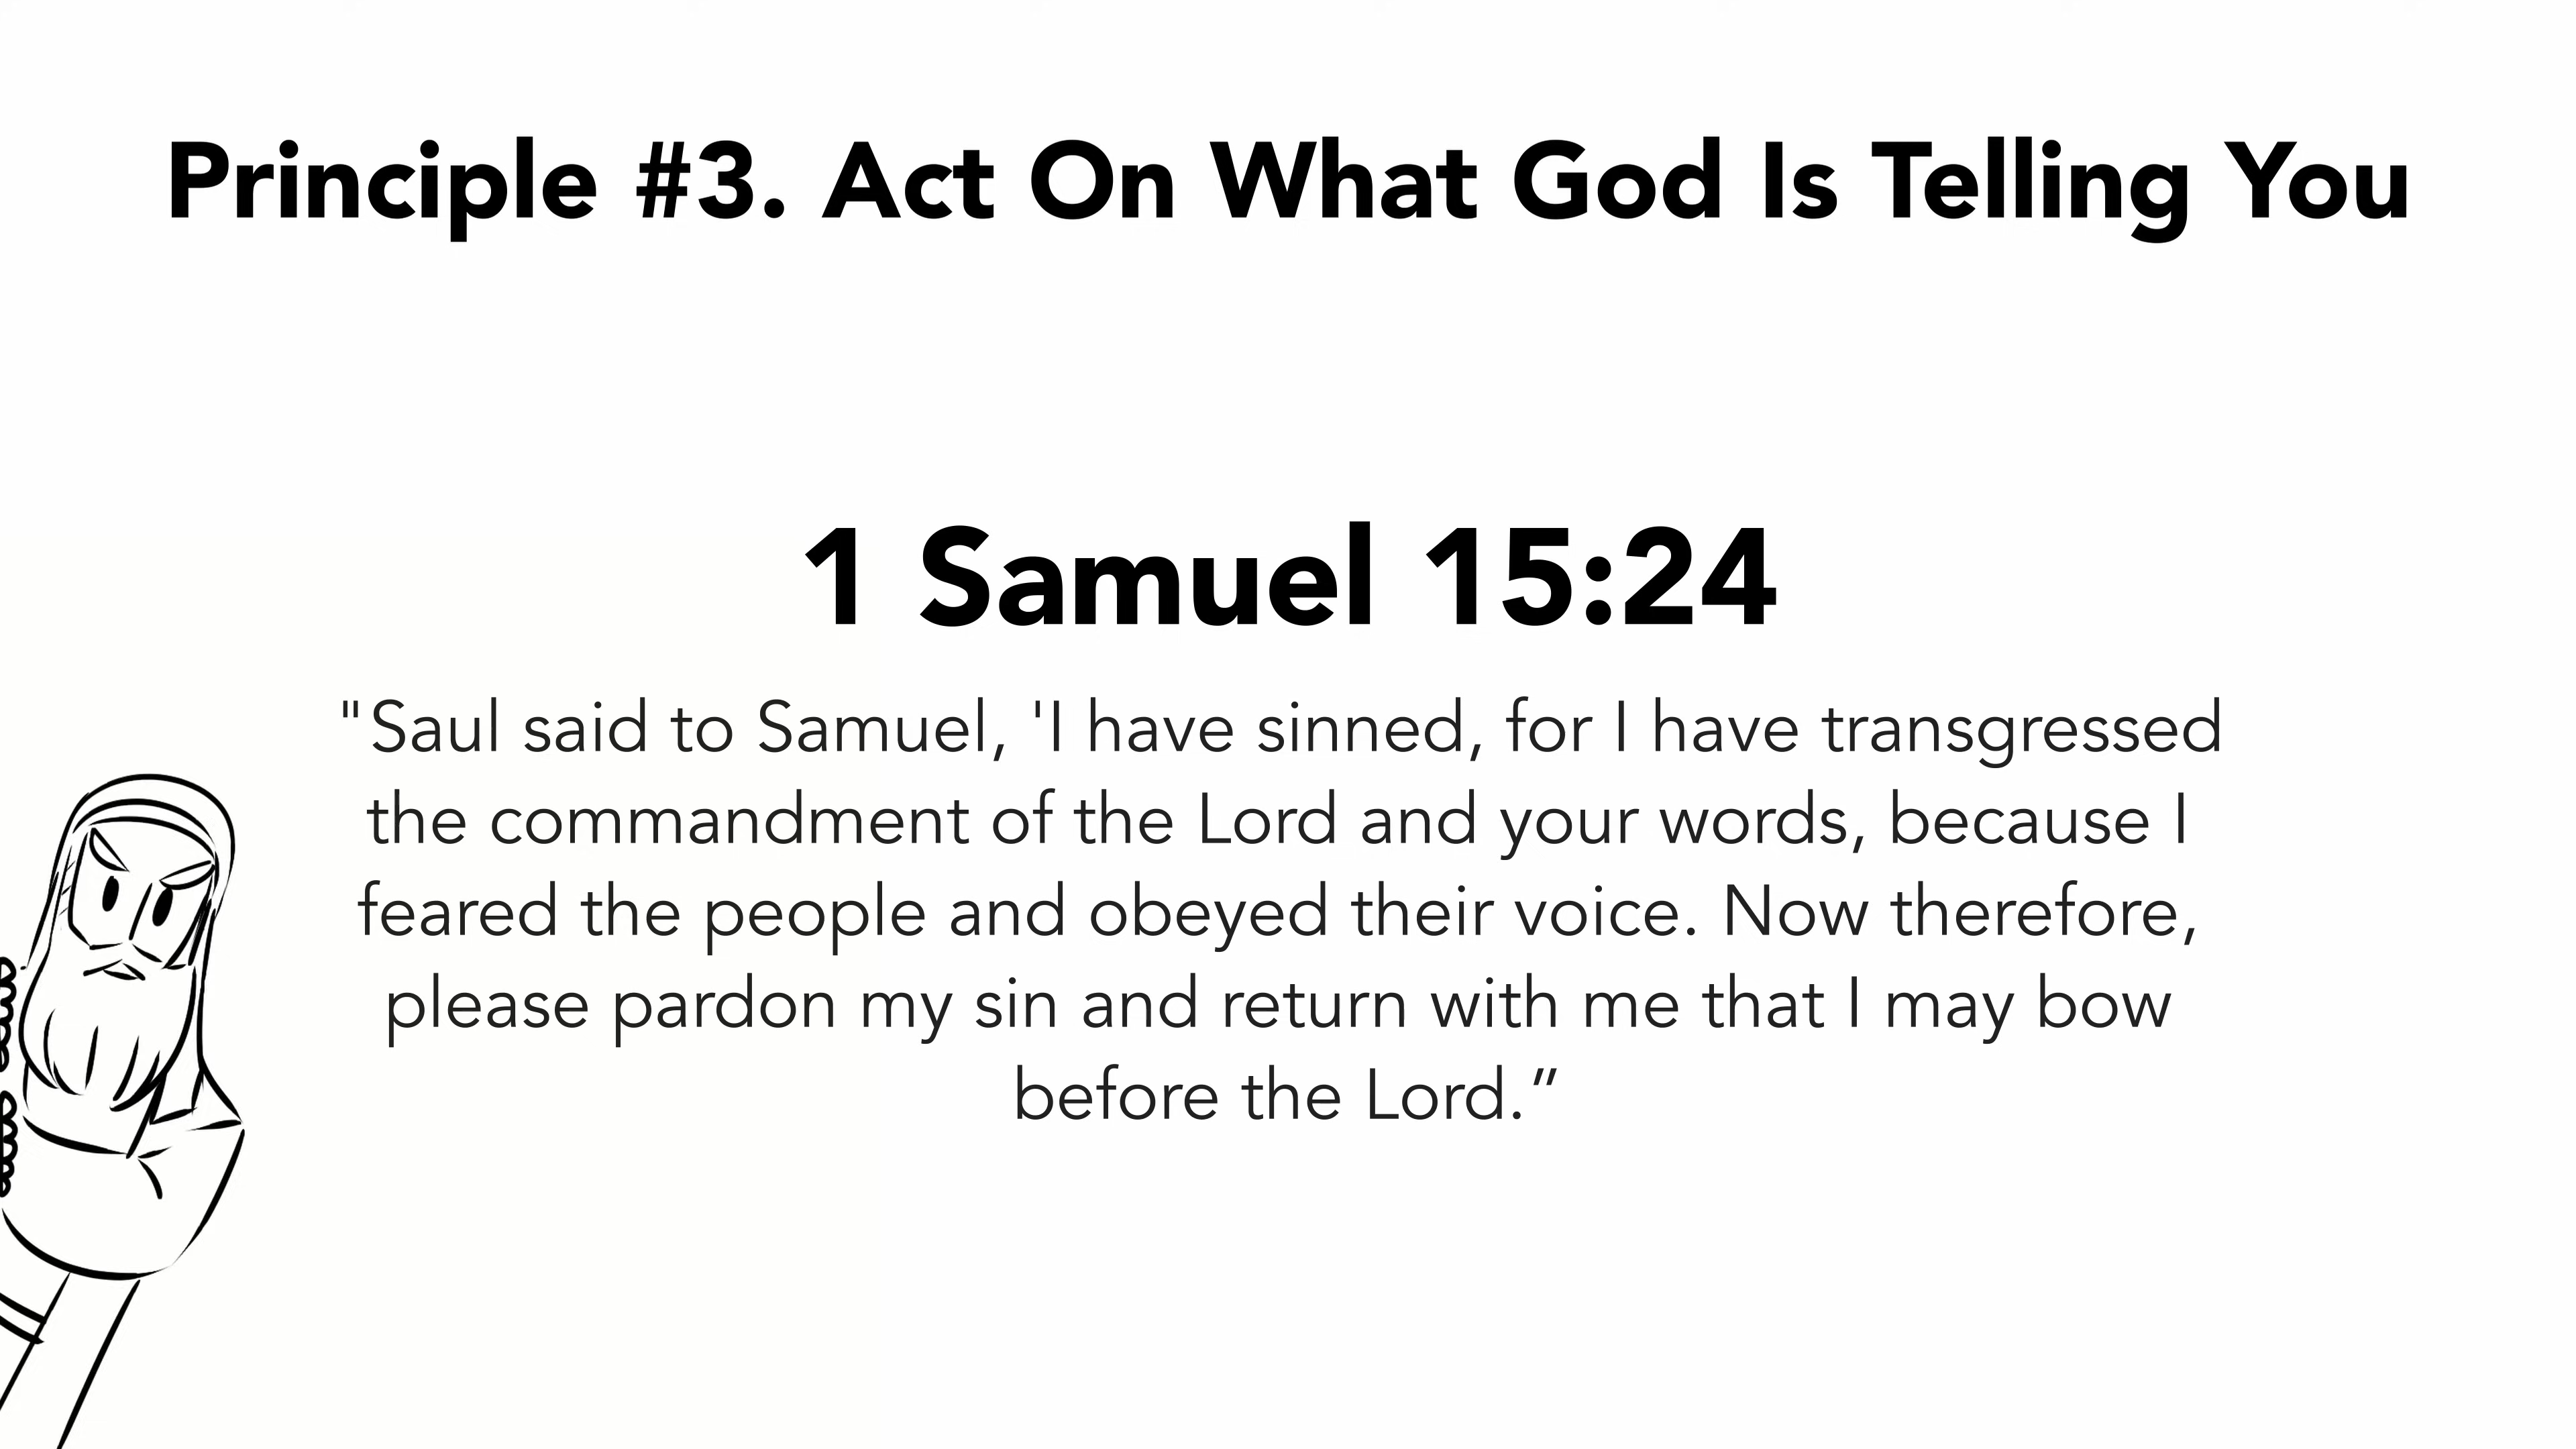 Principle #3. Act On What God Is Telling You
1 Samuel 15:24
"Saul said to Samuel, 'I have sinned, for I have transgressed
the commandment of the Lord and your words, because I
feared the people and obeyed their voice. Now therefore,
please pardon my sin and return with me that I may bow
before the Lord.”